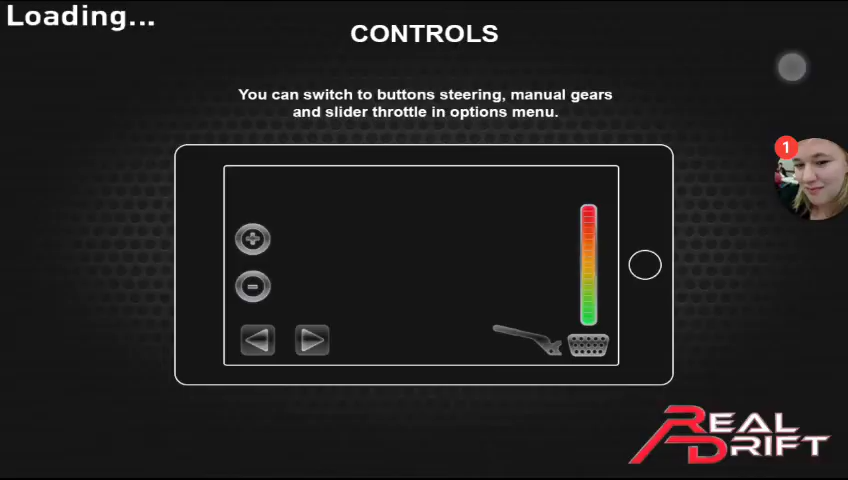 Loading...
CONTROLS
You can switch to buttons steering, manual gears
and slider throttle in options menu.
1
REAL
DRIFT